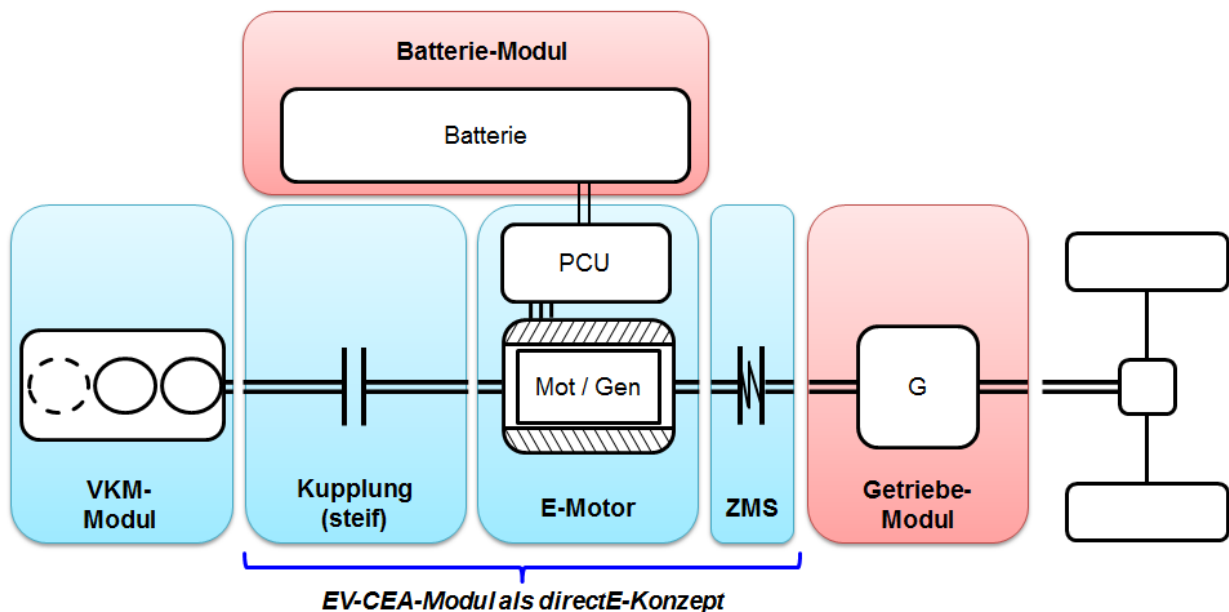 Batterie-Modul
Batterie
PCU
Mot / Gen
G
VKM-
Modul
Kupplung
(steif)
E-Motor
ZMS
Getriebe-
Modul
EV-CEA-Modul als directE-Konzept